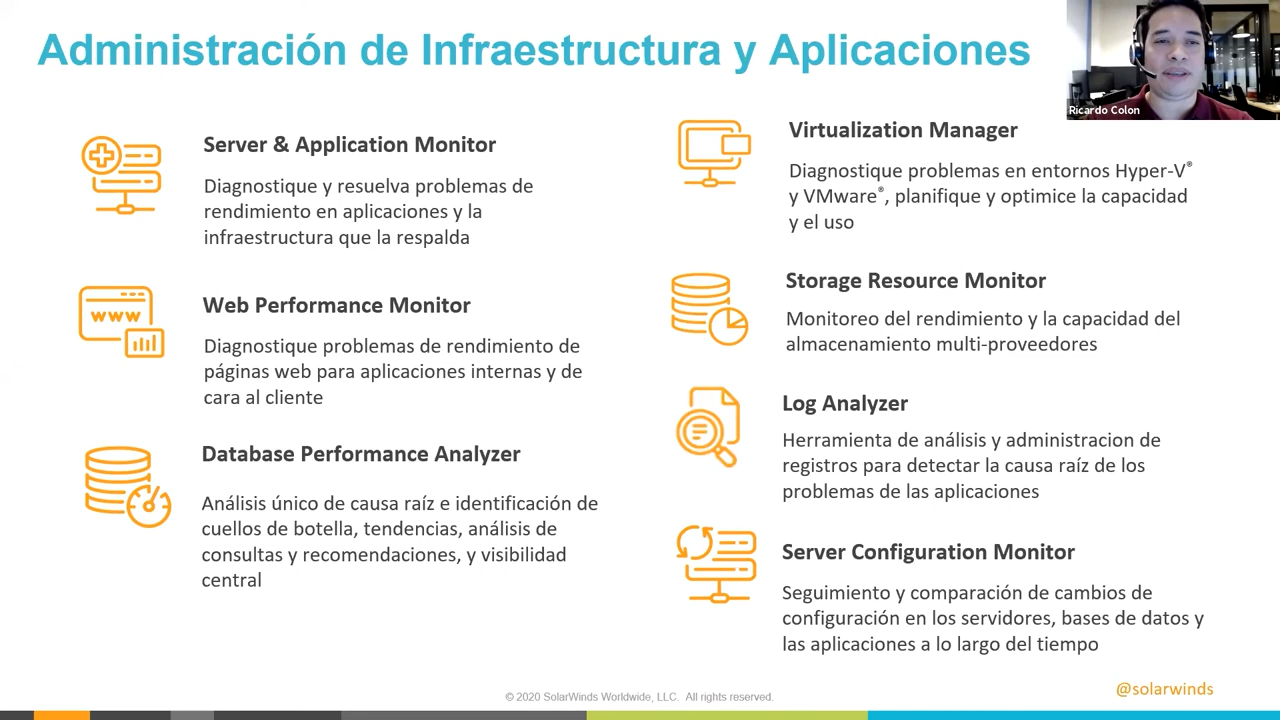 Administración de Infraestructura y Aplicaciones
Ricardo Colon
Server & Application Monitor
Diagnostique y resuelva problemas de
rendimiento en aplicaciones y la
infraestructura que la respalda
www
Web Performance Monitor
Diagnostique problemas de rendimiento de
páginas web para aplicaciones internas y de
cara al cliente
Database Performance Analyzer
Análisis único de causa raíz e identificación de
cuellos de botella, tendencias, análisis de
consultas y recomendaciones, y visibilidad
central
Virtualization Manager
Diagnostique problemas en entornos Hyper-V®
y VMware®, planifique y optimice la capacidad
y el uso
Storage Resource Monitor
Monitoreo del rendimiento y la capacidad del
almacenamiento multi-proveedores
Log Analyzer
Herramienta de análisis y administracion de
registros para detectar la causa raíz de los
problemas de las aplicaciones
Server Configuration Monitor
Seguimiento y comparación de cambios de
configuración en los servidores, bases de datos y
las aplicaciones a lo largo del tiempo
@solarwinds
© 2020 SolarWinds Worldwide, LLC. All rights reserved.